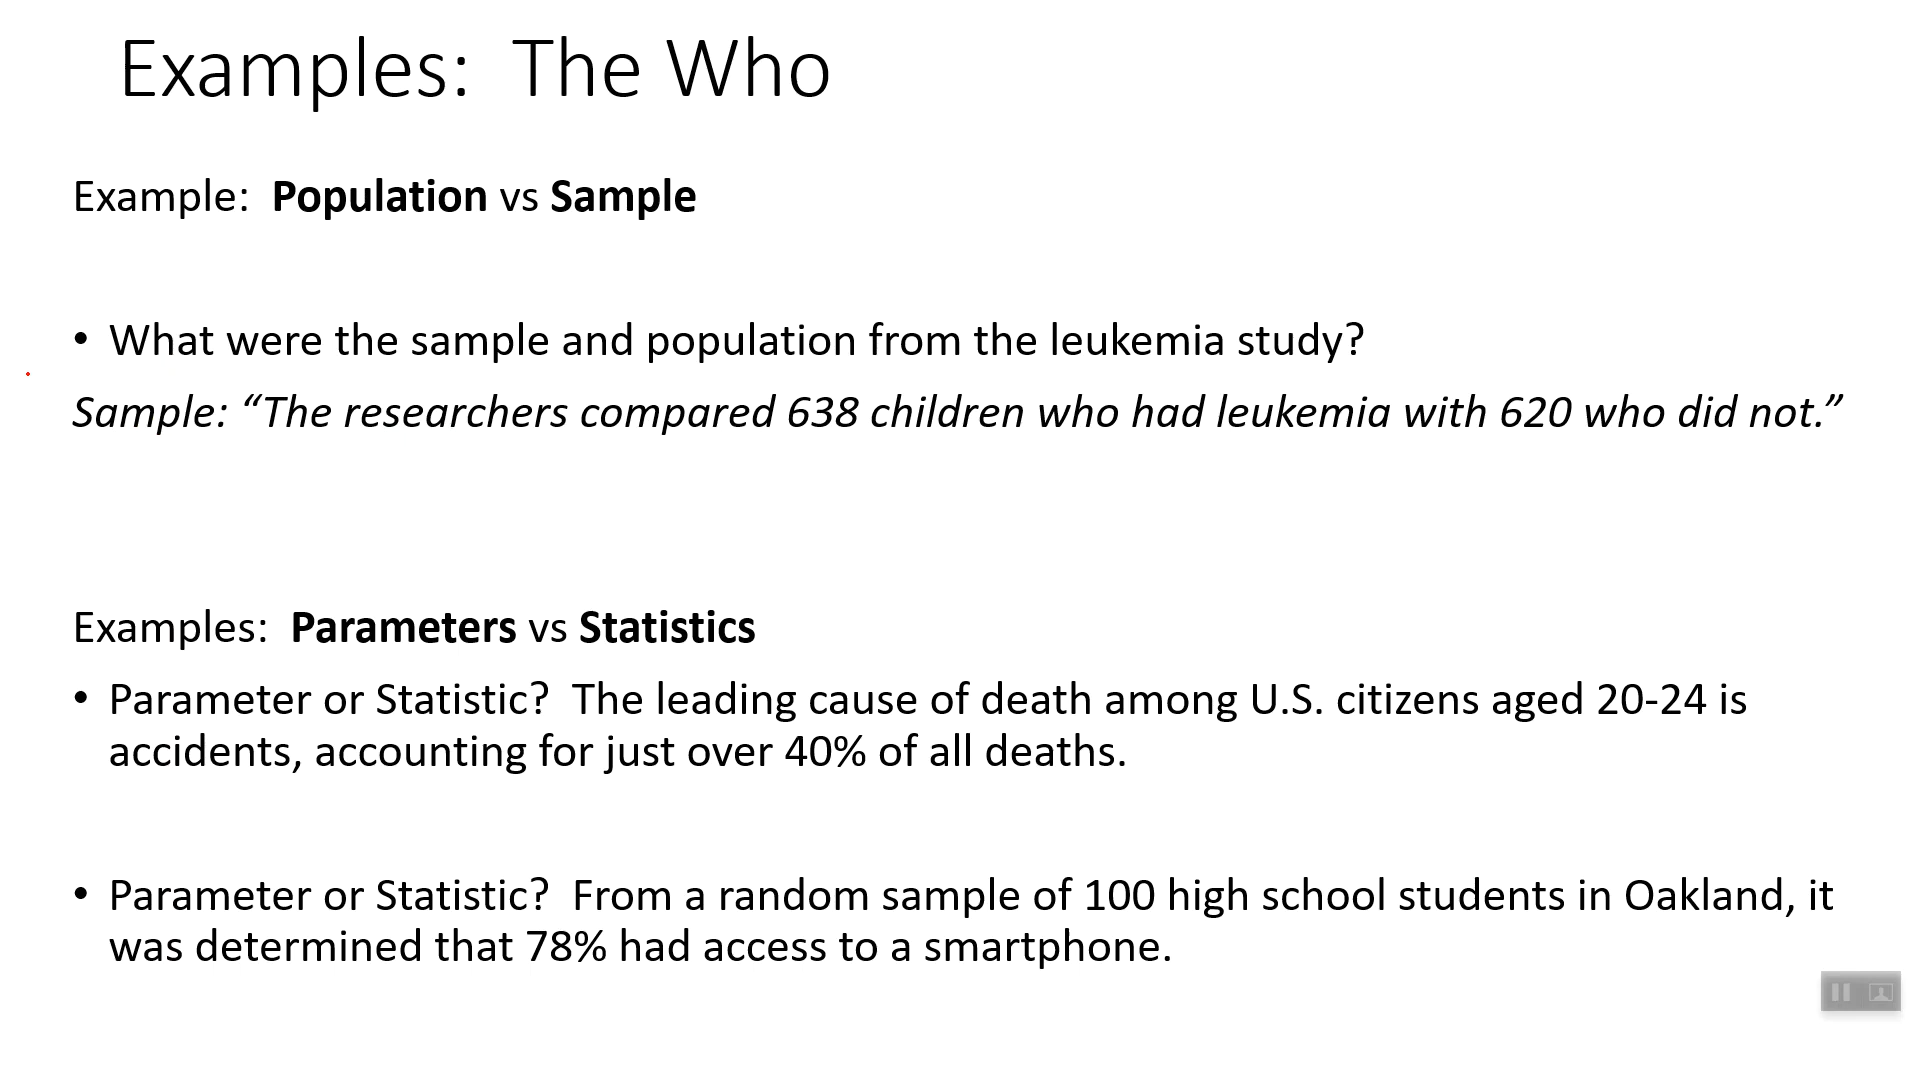 Examples:  The Who
Example:  Population vs Sample
• What were the sample and population from the leukemia study?
Sample: “The researchers compared 638 children who had leukemia with 620 who did not.”
Examples:  Parameters vs Statistics
• Parameter or Statistic?  The leading cause of death among U.S. citizens aged 20-24 is
accidents, accounting for just over 40% of all deaths.
• Parameter or Statistic?  From a random sample of 100 high school students in Oakland, it
was determined that 78% had access to a smartphone.